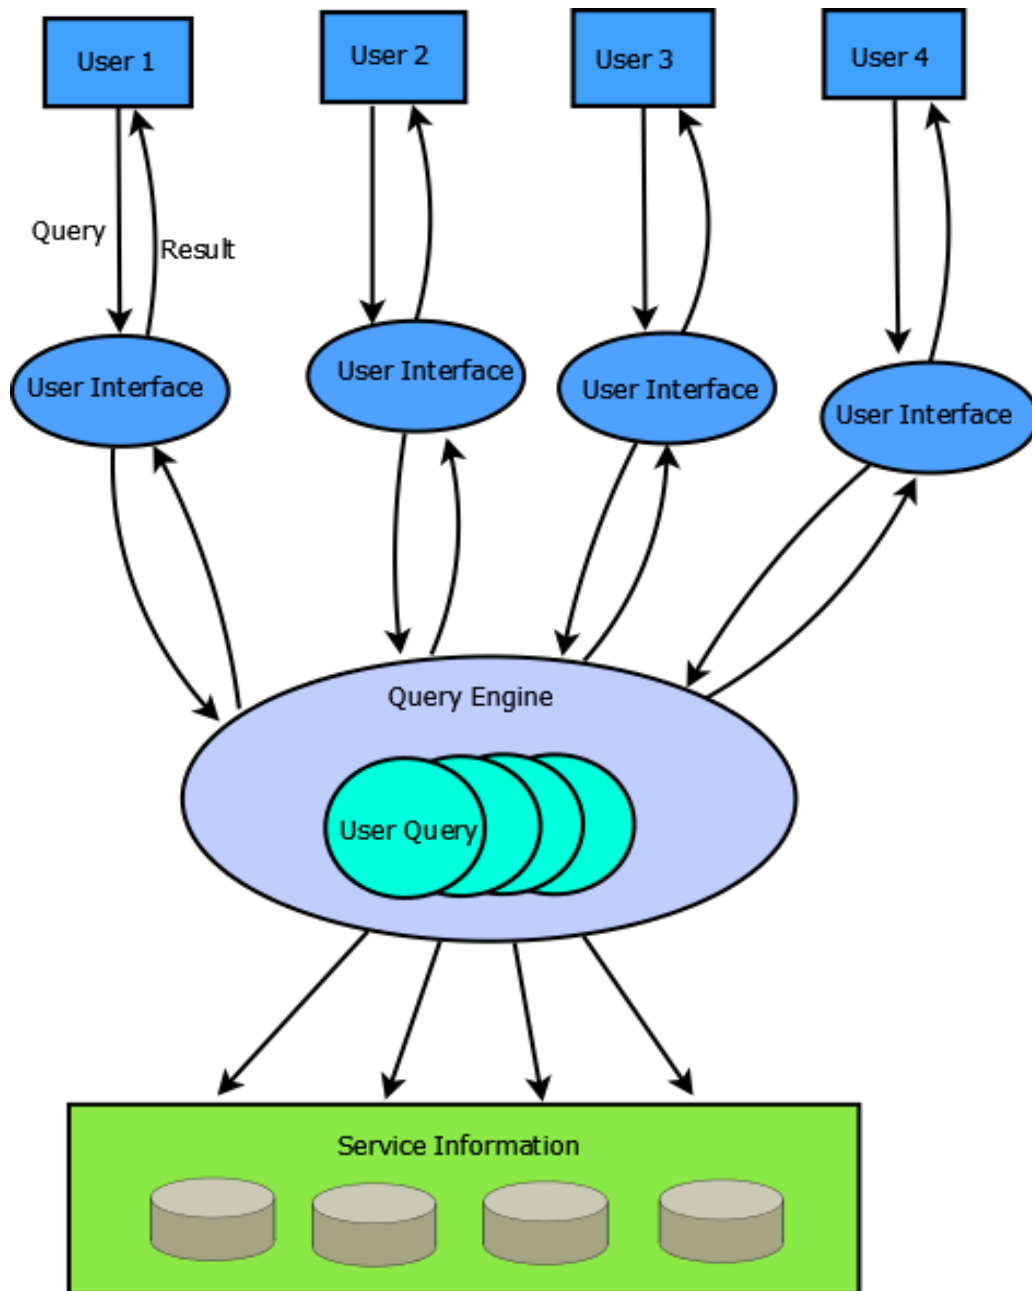 User 1
User 2
User 3
User 4
Query
Result
User Interface
User Interface
User Interface
User Interface
Query Engine
User Query
Service Information